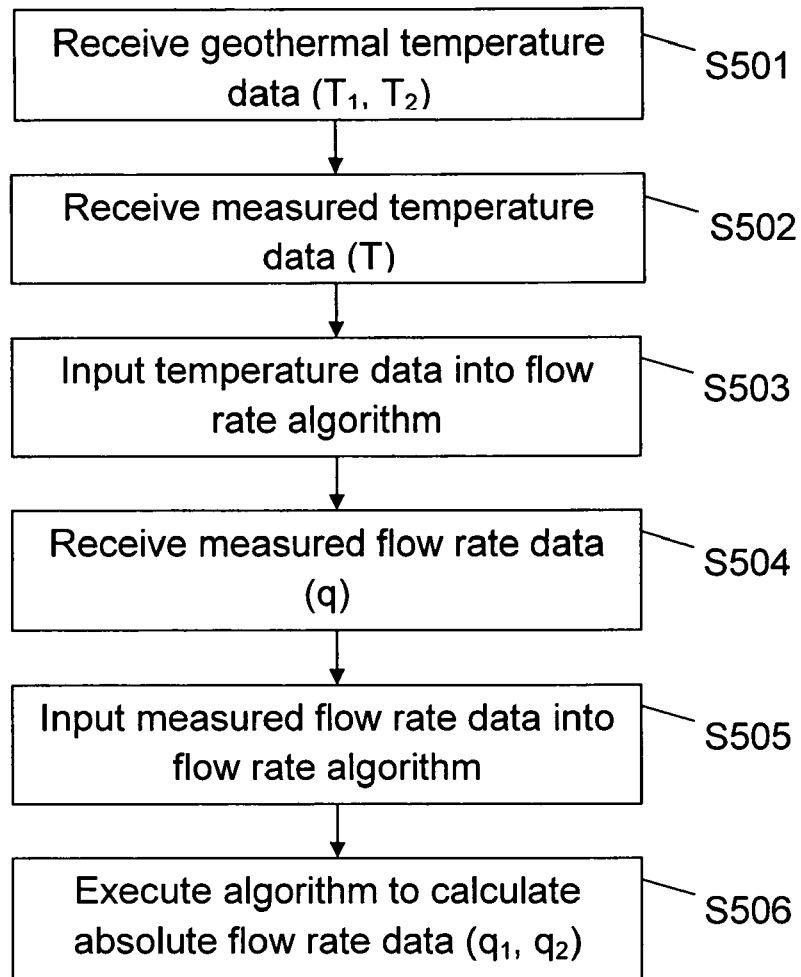 Receive geothermal temperature
data (T₁, T₂)
S501
Receive measured temperature
data (T)
S502
Input temperature data into flow
rate algorithm
S503
Receive measured flow rate data
(q)
S504
Input measured flow rate data into
flow rate algorithm
S505
Execute algorithm to calculate
absolute flow rate data (q₁, q₂)
S506